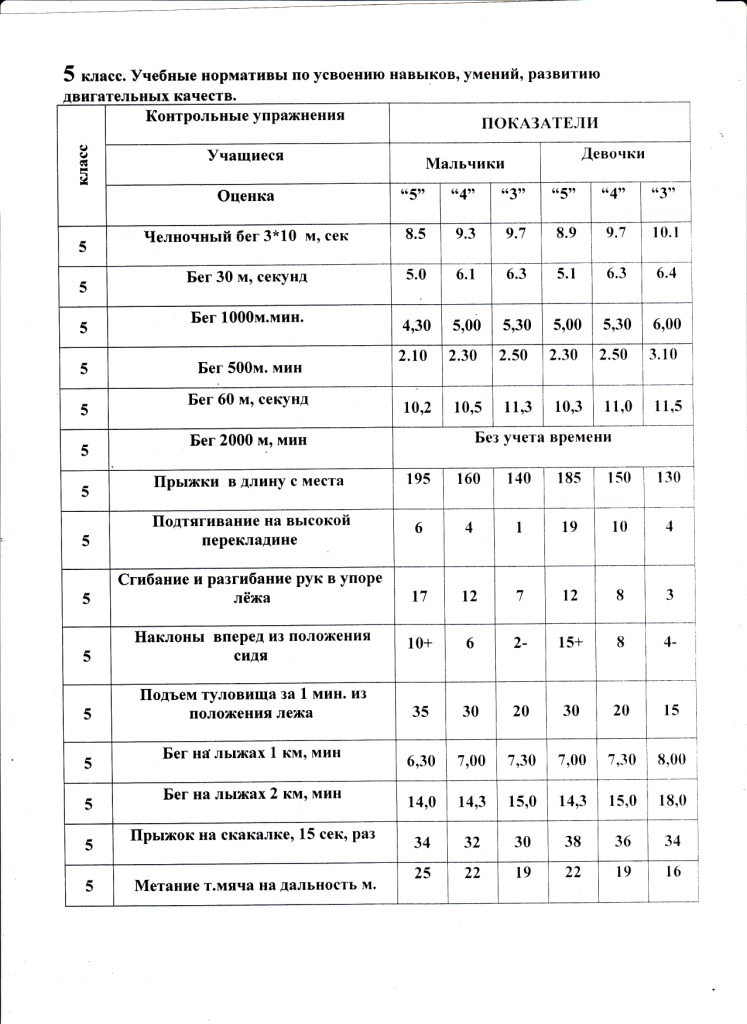 5 класс. Учебные нормативы по усвоению навыков, умений, развитию
двигательных качеств.
класс
Контрольные упражнения
ПОКАЗАТЕЛИ
Учащиеся
Мальчики Девочки
Оценка “5” “4” “3” “5” “4” “3”
5 Челночный бег 3*10 м, сек 8.5 9.3 9.7 8.9 9.7 10.1
5 Бег 30 м, секунд 5.0 6.1 6.3 5.1 6.3 6.4
5 Бег 1000м.мин. 4,30 5,00 5,30 5,00 5,30 6,00
5 Бег 500м. мин 2.10 2.30 2.50 2.30 2.50 3.10
5 Бег 60 м, секунд 10,2 10,5 11,3 10,3 11,0 11,5
5 Бег 2000 м, мин Без учета времени
5 Прыжки в длину с места 195 160 140 185 150 130
Подтягивание на высокой
5 перекладине 6 4 1 19 10 4
Сгибание и разгибание рук в упоре
5 лёжа 17 12 7 12 8 3
Наклоны вперед из положения
5 сидя 10+ 6 2- 15+ 8 4-
Подъем туловища за 1 мин. из
5 положения лежа 35 30 20 30 20 15
5 Бег на лыжах 1 км, мин 6,30 7,00 7,30 7,00 7,30 8,00
5 Бег на лыжах 2 км, мин 14,0 14,3 15,0 14,3 15,0 18,0
5 Прыжок на скакалке, 15 сек, раз 34 32 30 38 36 34
5 Метание т.мяча на дальность м. 25 22 19 22 19 16